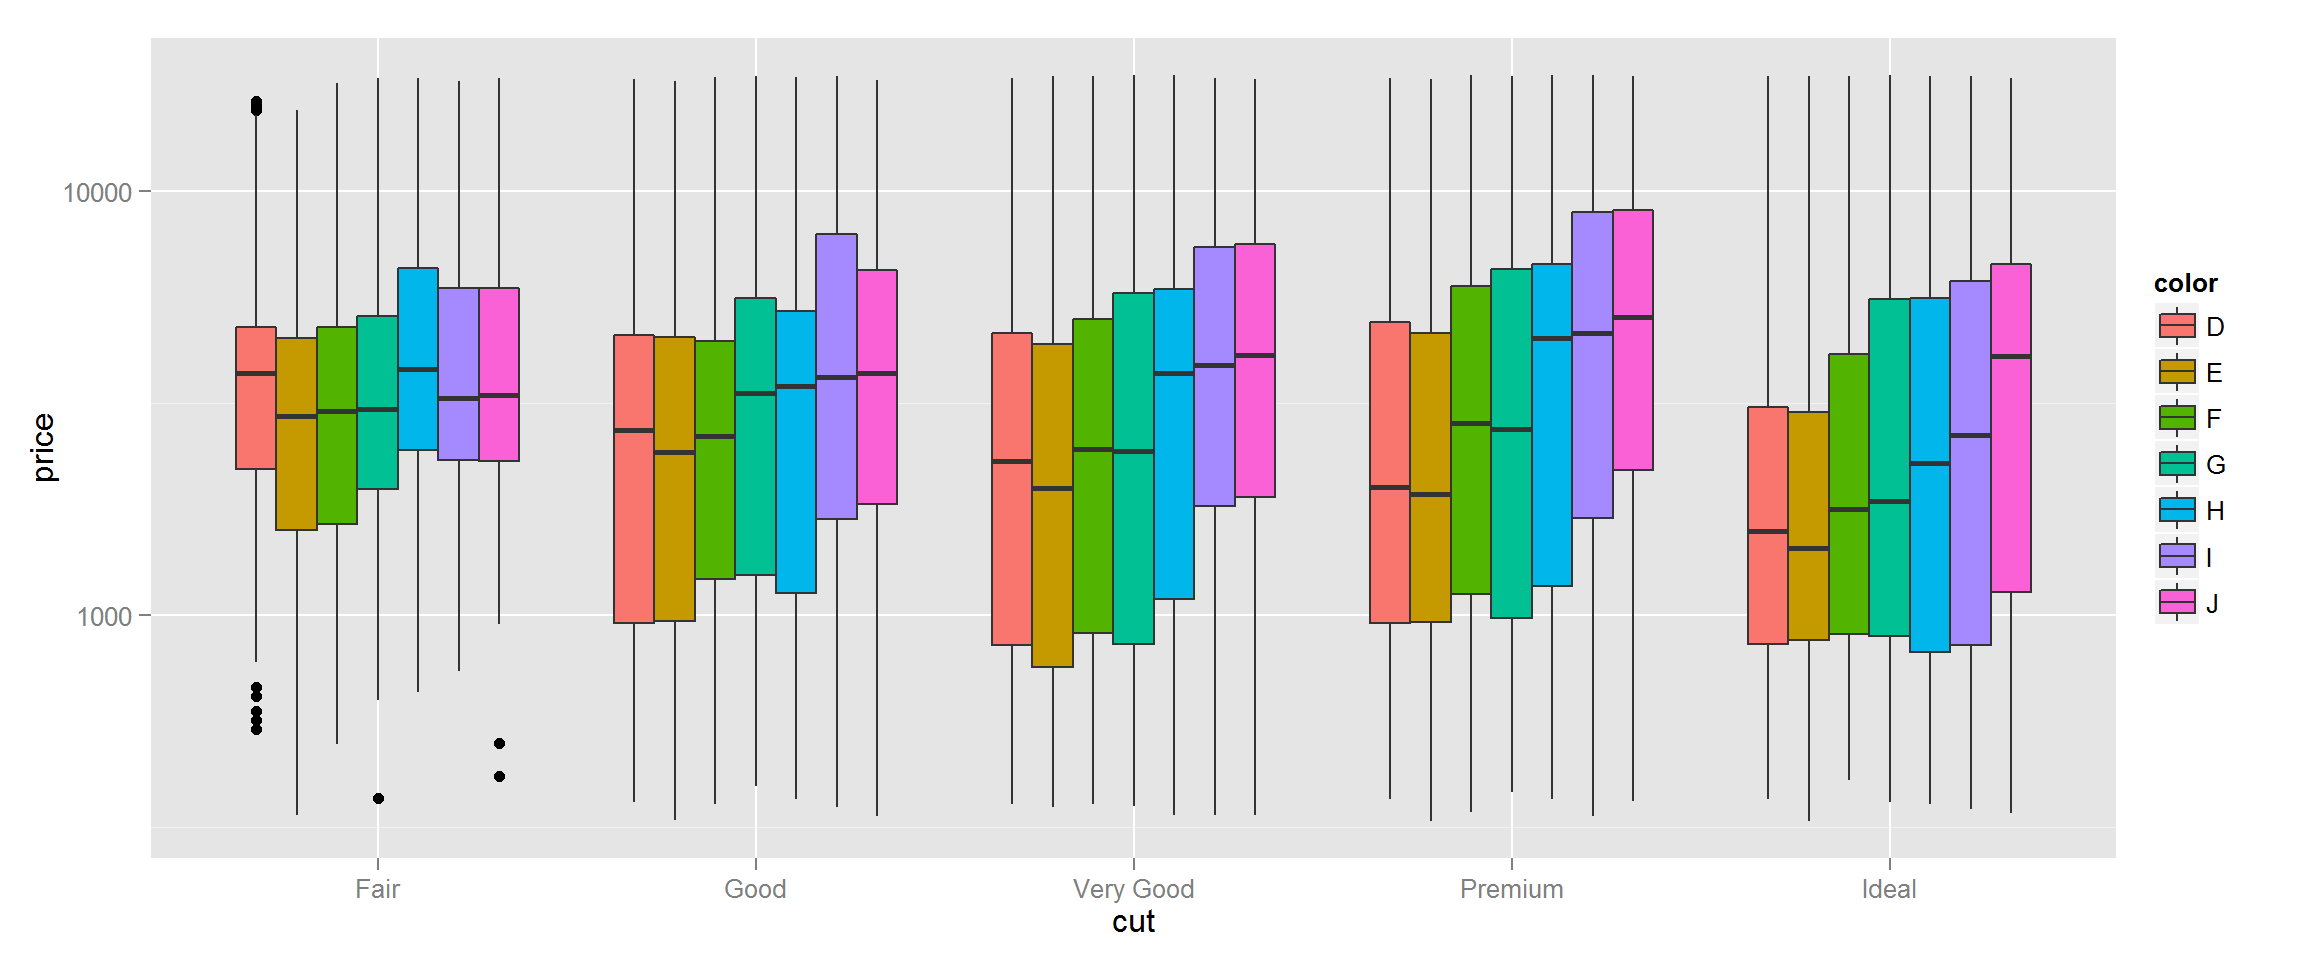 10000
1000
price
Fair
Good
Very Good
Premium
Ideal
cut
color
D
E
F
G
H
I
J